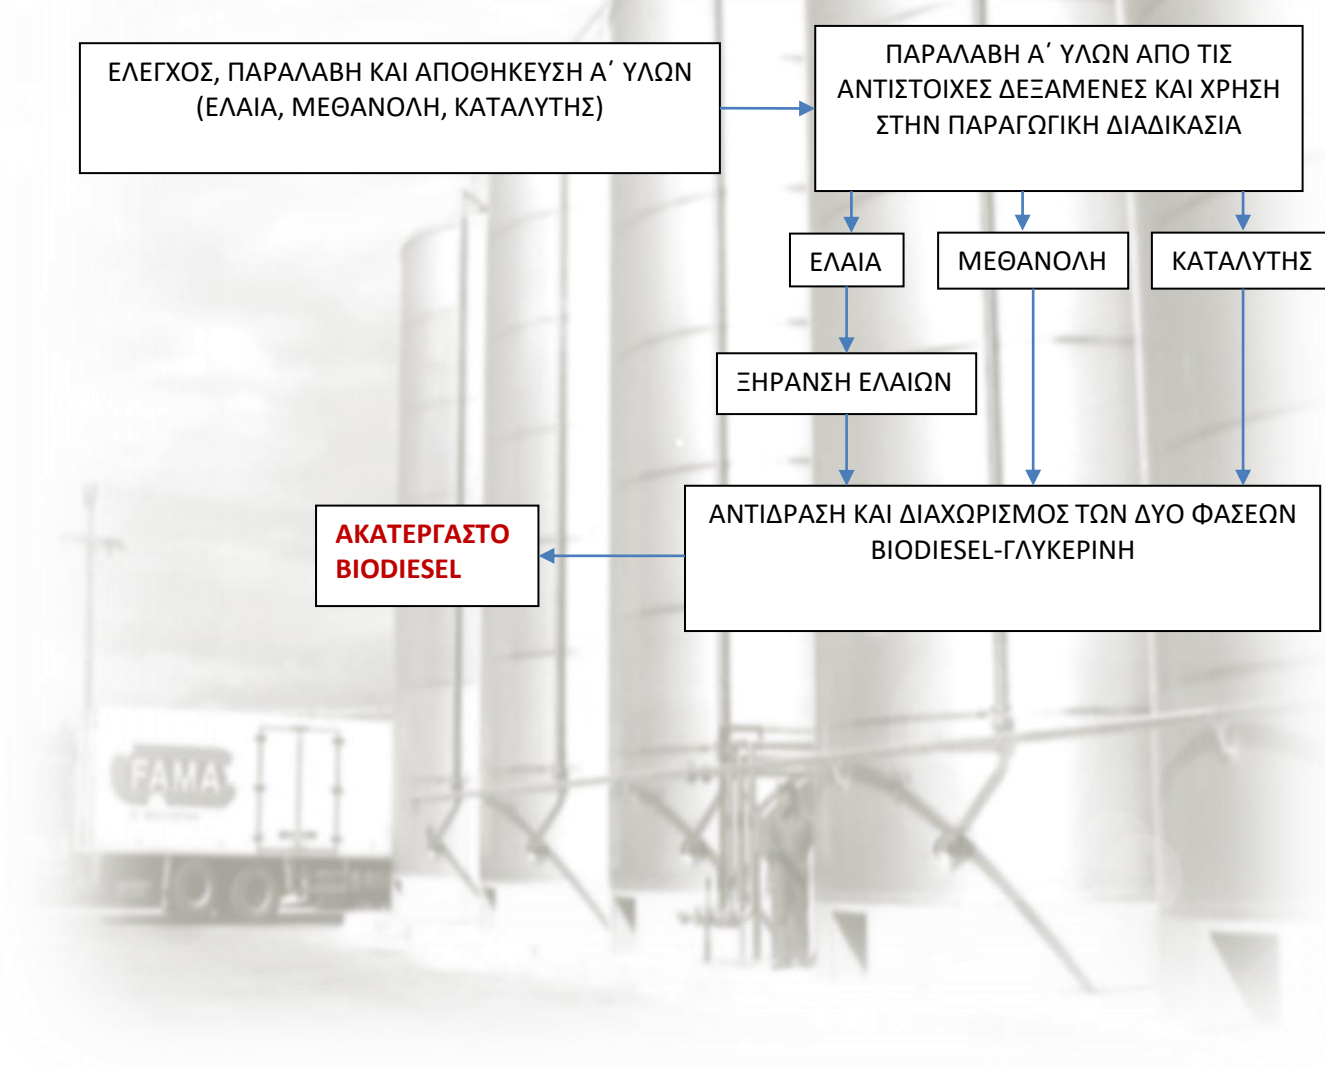 ΕΛΕΓΧΟΣ, ΠΑΡΑΛΑΒΗ ΚΑΙ ΑΠΟΘΗΚΕΥΣΗ Α΄ ΥΛΩΝ
(ΕΛΑΙΑ, ΜΕΘΑΝΟΛΗ, ΚΑΤΑΛΥΤΗΣ)
ΠΑΡΑΛΑΒΗ Α΄ ΥΛΩΝ ΑΠΟ ΤΙΣ
ΑΝΤΙΣΤΟΙΧΕΣ ΔΕΞΑΜΕΝΕΣ ΚΑΙ ΧΡΗΣΗ
ΣΤΗΝ ΠΑΡΑΓΩΓΙΚΗ ΔΙΑΔΙΚΑΣΙΑ
ΕΛΑΙΑ
ΜΕΘΑΝΟΛΗ
ΚΑΤΑΛΥΤΗΣ
ΞΗΡΑΝΣΗ ΕΛΑΙΩΝ
ΑΝΤΙΔΡΑΣΗ ΚΑΙ ΔΙΑΧΩΡΙΣΜΟΣ ΤΩΝ ΔΥΟ ΦΑΣΕΩΝ
BIODIESEL-ΓΛΥΚΕΡΙΝΗ
ΑΚΑΤΕΡΓΑΣΤΟ
BIODIESEL
FAMA